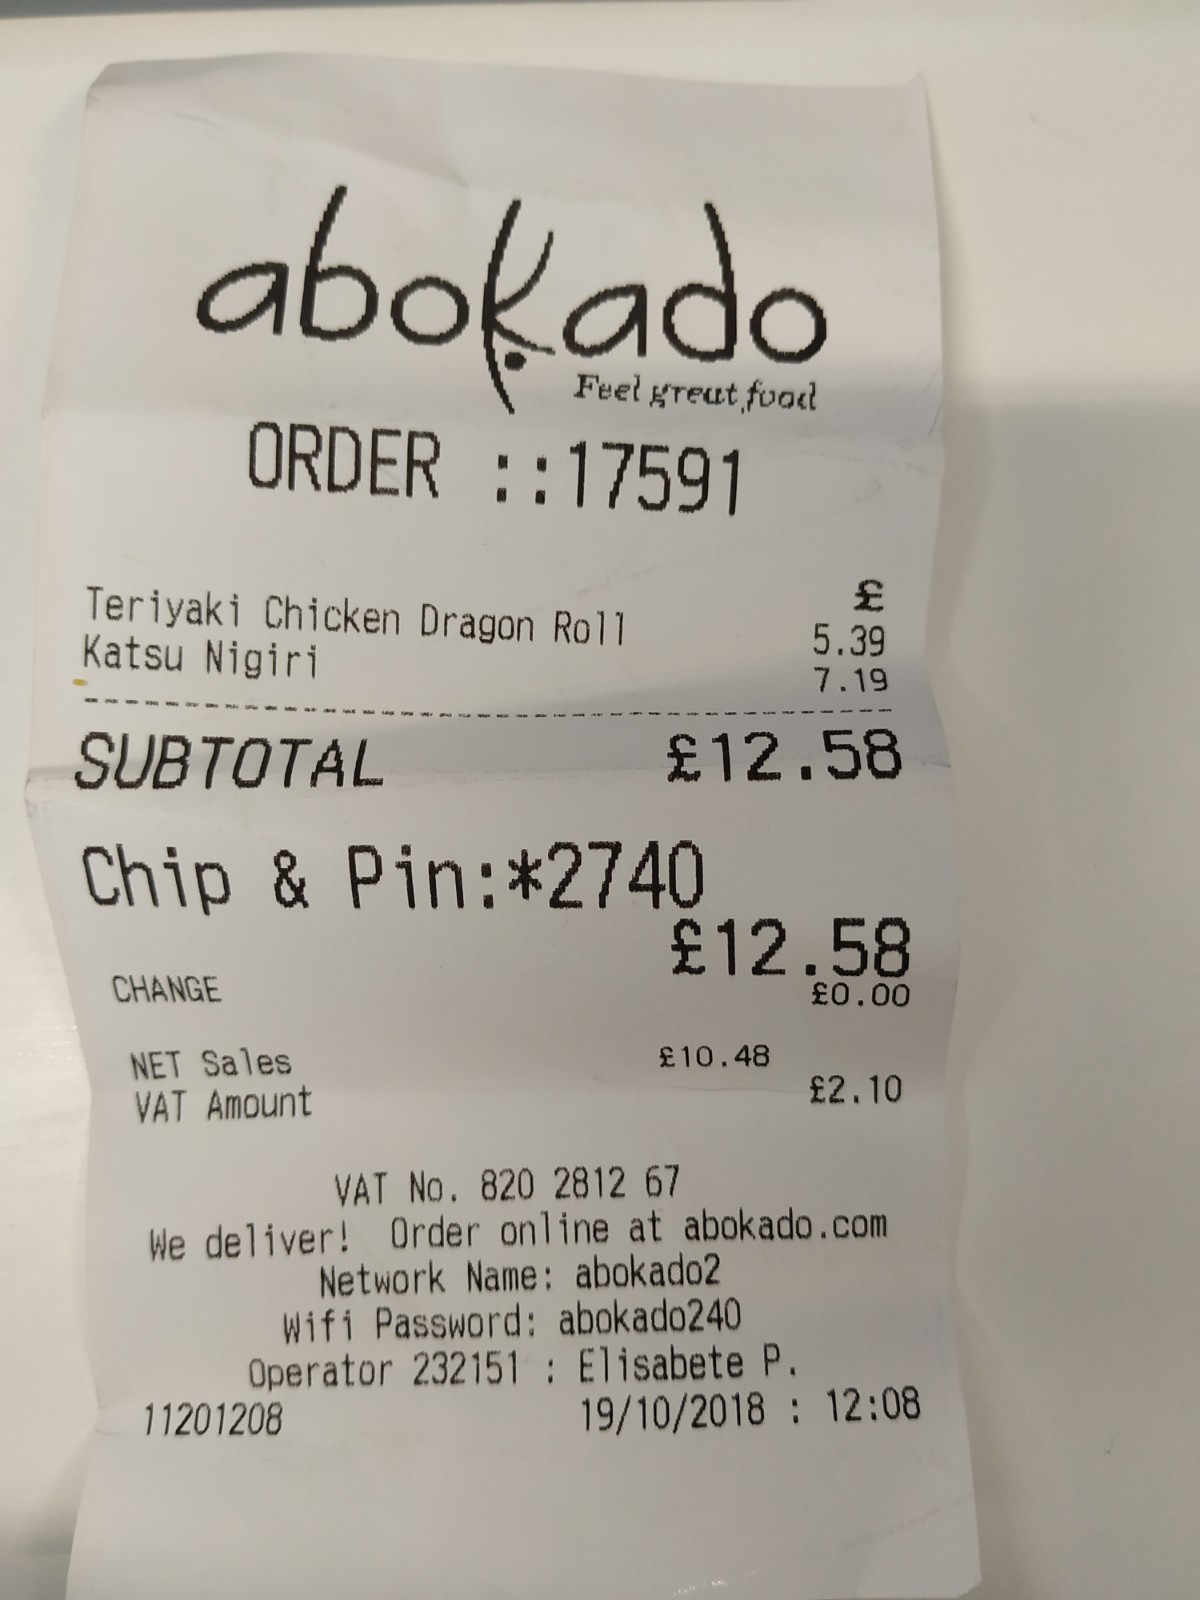 abokado
Feel great food
ORDER ::17591
£
Teriyaki Chicken Dragon Roll 5.39
Katsu Nigiri 7.19
SUBTOTAL £12.58
Chip & Pin:*2740
£12.58
CHANGE £0.00
NET Sales £10.48
VAT Amount £2.10
VAT No. 820 2812 67
We deliver! Order online at abokado.com
Network Name: abokado2
Wifi Password: abokado240
Operator 232151 : Elisabete P.
11201208 19/10/2018 : 12:08